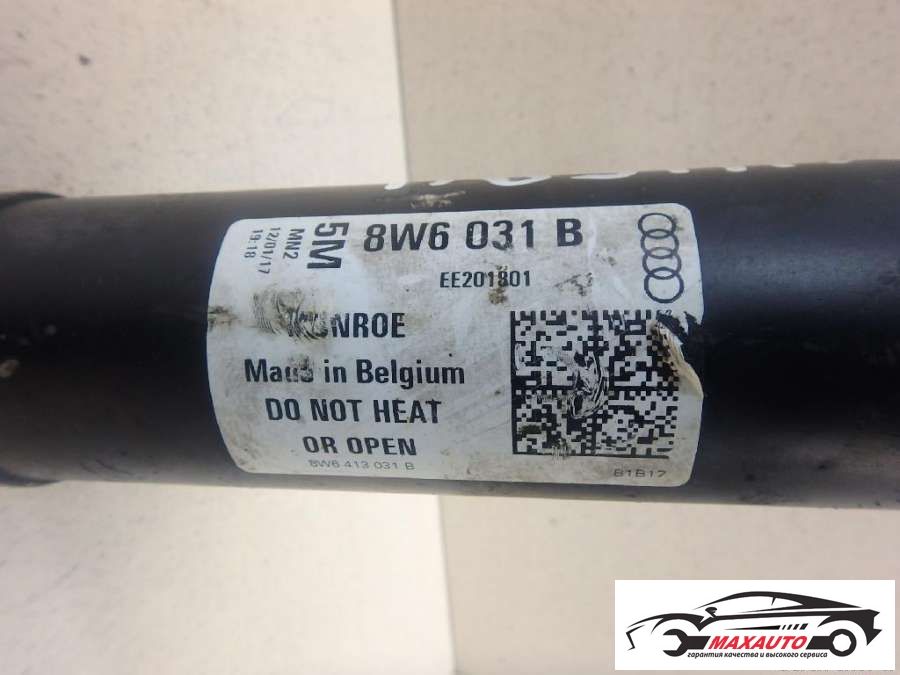 5M
MN2
12/01/17
19:18
8W6 031 B
EE201801
MONROE
Made in Belgium
DO NOT HEAT
OR OPEN
8W6 413 031 B
B1B17
MAXAUTO
гарантия качества и высокого сервиса